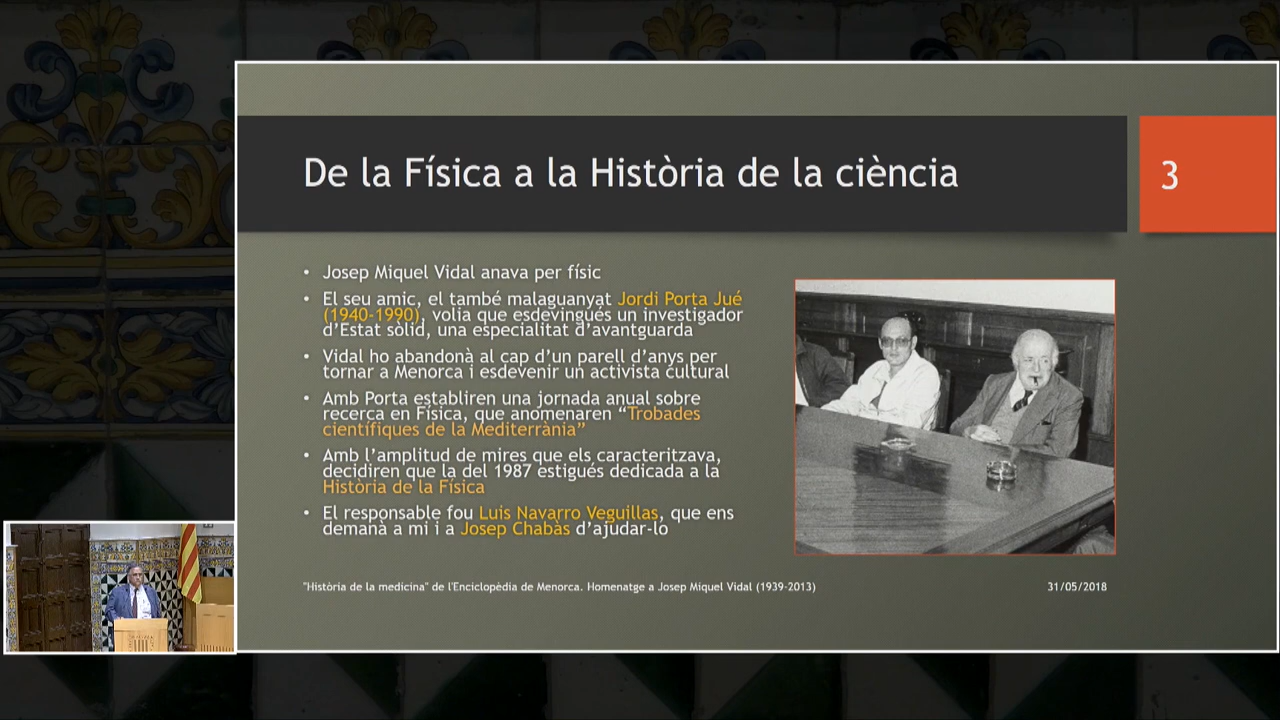 De la Física a la Història de la ciència
3
• Josep Miquel Vidal anava per físic
• El seu amic, el també malaguanyat Jordi Porta Jué
(1940-1990), volia que esdevingués un investigador
d’Estat sòlid, una especialitat d’avantguarda
• Vidal ho abandonà al cap d’un parell d’anys per
tornar a Menorca i esdevenir un activista cultural
• Amb Porta establiren una jornada anual sobre
recerca en Física, que anomenaren “Trobades
científiques de la Mediterrània”
• Amb l’amplitud de mires que els caracteritzava,
decidiren que la del 1987 estigués dedicada a la
Història de la Física
• El responsable fou Luis Navarro Veguillas, que ens
demanà a mi i a Josep Chabàs d’ajudar-lo
"Història de la medicina" de l'Enciclopèdia de Menorca. Homenatge a Josep Miquel Vidal (1939-2013)
31/05/2018